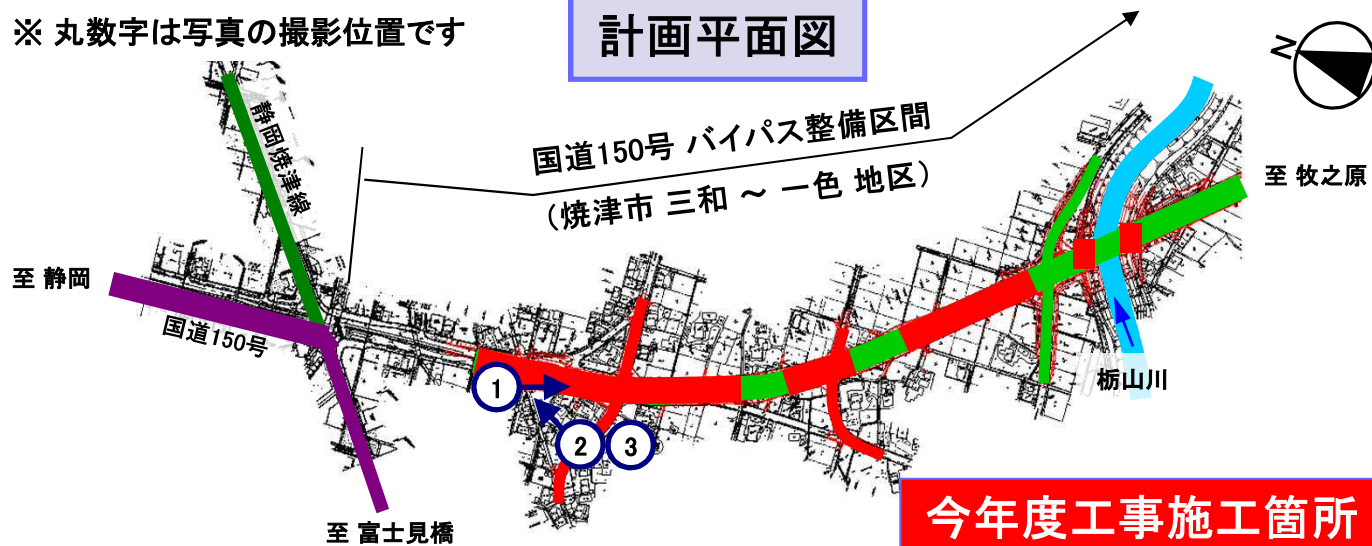 ※ 丸数字は写真の撮影位置です
計画平面図
N
静岡焼津線
国道150号 バイパス整備区間
(焼津市 三和 ~ 一色 地区)
至 牧之原
至 静岡
国道150号
栃山川
①
②
③
至 富士見橋
今年度工事施工箇所